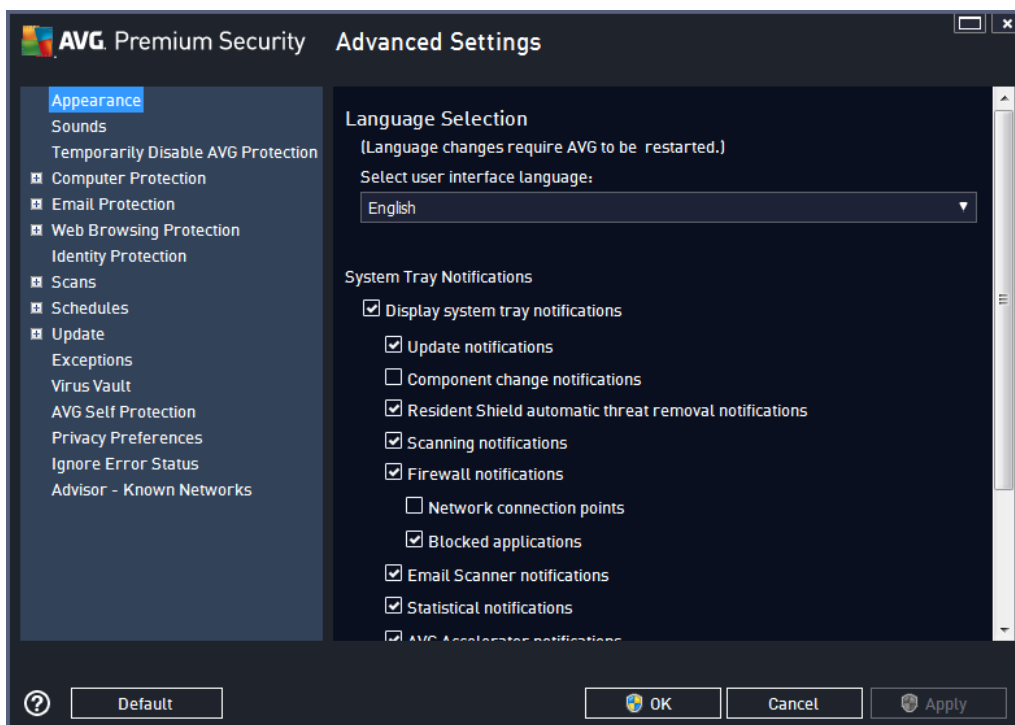 AVG. Premium Security Advanced Settings
Appearance
Sounds
Temporarily Disable AVG Protection
Computer Protection
Email Protection
Web Browsing Protection
Identity Protection
Scans
Schedules
Update
Exceptions
Virus Vault
AVG Self Protection
Privacy Preferences
Ignore Error Status
Advisor - Known Networks
Language Selection
(Language changes require AVG to be restarted.)
Select user interface language:
English
System Tray Notifications
Display system tray notifications
Update notifications
Component change notifications
Resident Shield automatic threat removal notifications
Scanning notifications
Firewall notifications
Network connection points
Blocked applications
Email Scanner notifications
Statistical notifications
AVG Accelerator notifications
? Default OK Cancel Apply